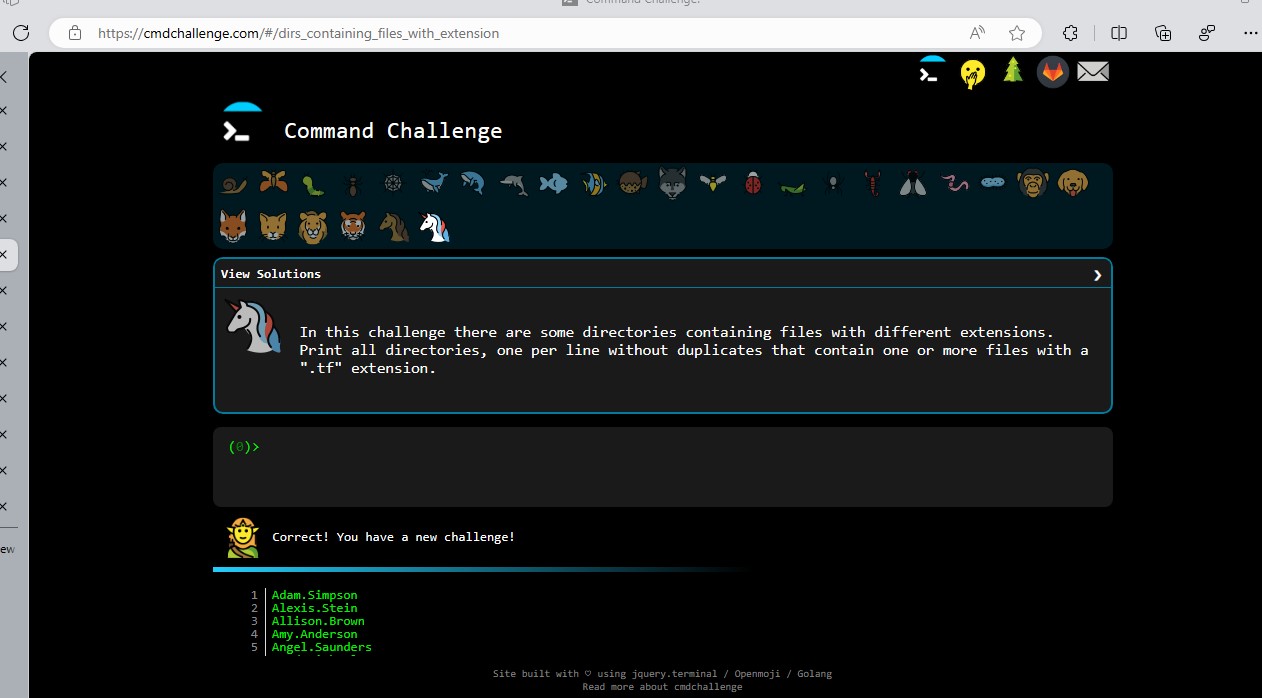 Command Challenge!
https://cmdchallenge.com/#/dirs_containing_files_with_extension
Command Challenge
View Solutions
In this challenge there are some directories containing files with different extensions.
Print all directories, one per line without duplicates that contain one or more files with a
".tf" extension.
(0)>
Correct! You have a new challenge!
1 Adam.Simpson
2 Alexis.Stein
3 Allison.Brown
4 Amy.Anderson
5 Angel.Saunders
ew
Site built with ♡ using jquery.terminal / Openmoji / Golang
Read more about cmdchallenge